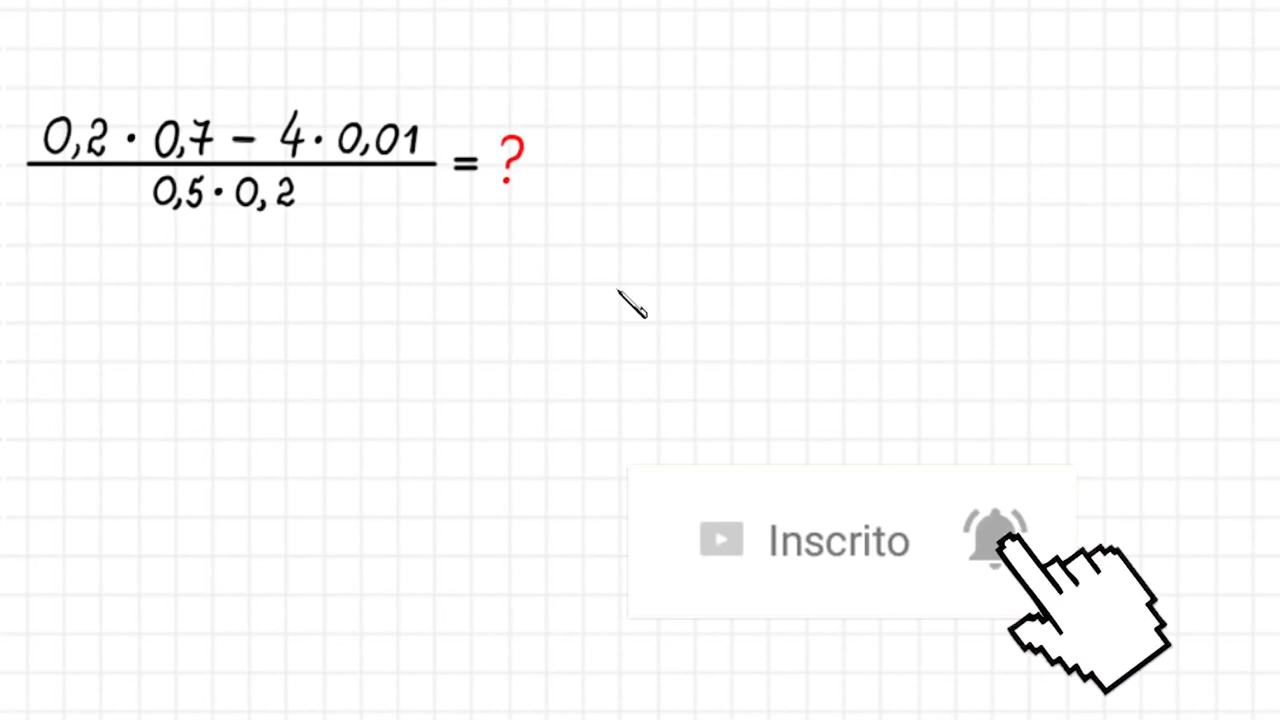 0,2 · 0,7 − 4 · 0,01
0,5 · 0,2
= ?
Inscrito